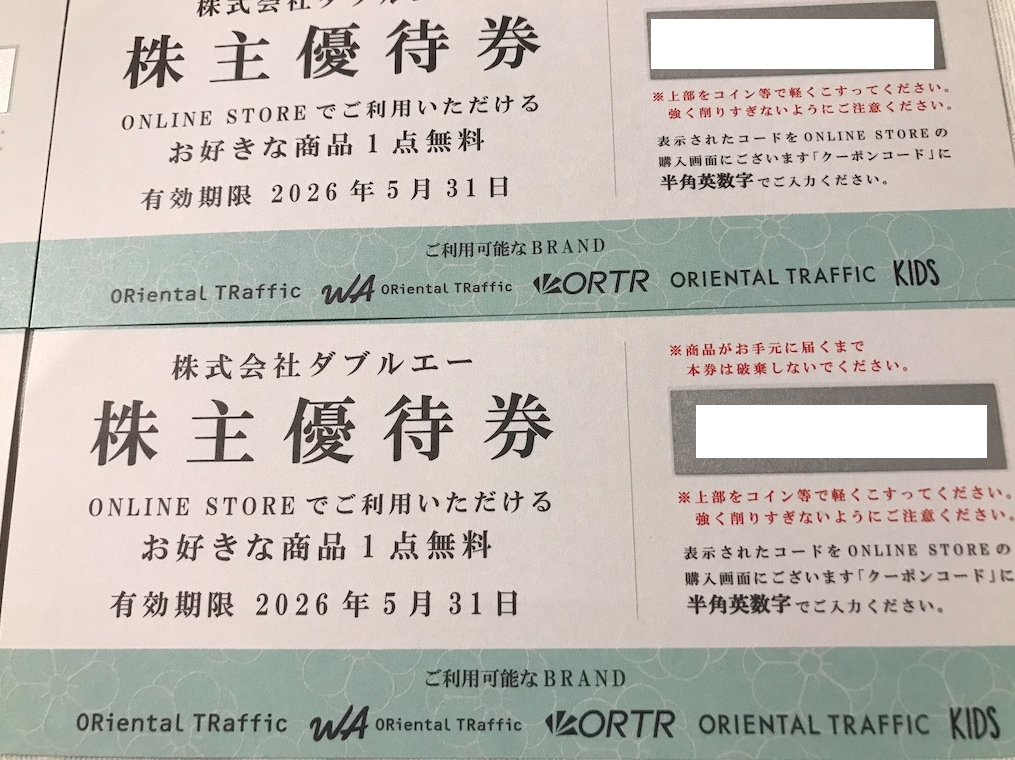 株式会社ダブルエー
株主優待券
ONLINE STOREでご利用いただける
お好きな商品1点無料
有効期限 2026年5月31日
※上部をコイン等で軽くこすってください。
強く削りすぎないようにご注意ください。
表示されたコードをONLINE STOREの
購入画面にございます「クーポンコード」に
半角英数字でご入力ください。
ご利用可能なBRAND
ORiental TRaffic WA ORiental TRaffic ORTR ORIENTAL TRAFFIC KIDS
株式会社ダブルエー
株主優待券
ONLINE STOREでご利用いただける
お好きな商品1点無料
有効期限 2026年5月31日
※商品がお手元に届くまで
本券は破棄しないでください。
※上部をコイン等で軽くこすってください。
強く削りすぎないようにご注意ください。
表示されたコードをONLINE STOREの
購入画面にございます「クーポンコード」に
半角英数字でご入力ください。
ご利用可能なBRAND
ORiental TRaffic WA ORiental TRaffic ORTR ORIENTAL TRAFFIC KIDS